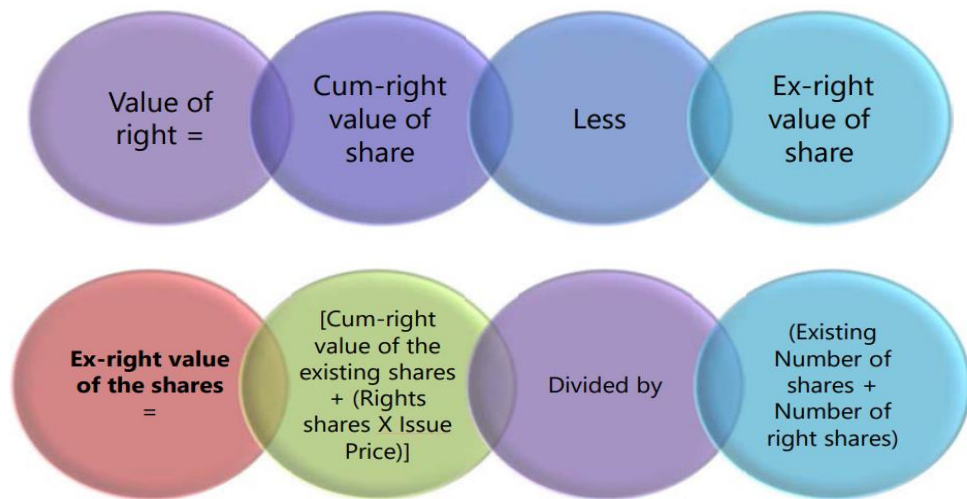 Value of
right =
Cum-right
value of
share
Less
Ex-right
value of
share
Ex-right value
of the shares
=
[Cum-right
value of the
existing shares
+ (Rights
shares X Issue
Price)]
Divided by
(Existing
Number of
shares +
Number of
right shares)